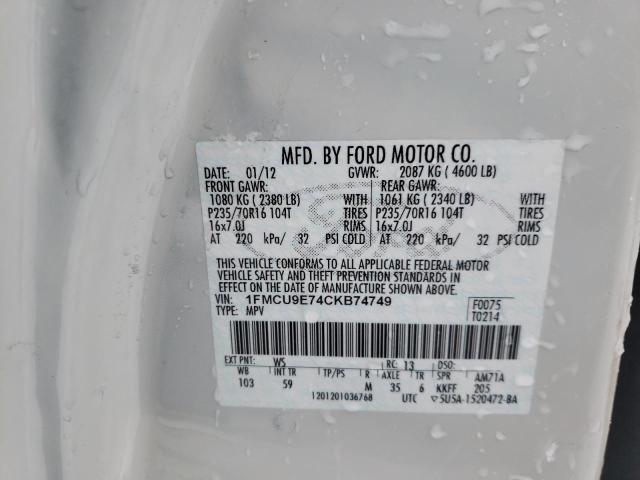 MFD. BY FORD MOTOR CO.
DATE: 01/12 GVWR: 2087 KG ( 4600 LB)
FRONT GAWR: REAR GAWR:
1080 KG ( 2380 LB) WITH 1061 KG ( 2340 LB) WITH
P235/70R16 104T TIRES P235/70R16 104T TIRES
16x7.0J RIMS 16x7.0J RIMS
AT 220 kPa/ 32 PSI COLD AT 220 kPa/ 32 PSI COLD
THIS VEHICLE CONFORMS TO ALL APPLICABLE FEDERAL MOTOR
VEHICLE SAFETY AND THEFT PREVENTION STANDARDS IN
EFFECT ON THE DATE OF MANUFACTURE SHOWN ABOVE.
VIN: 1FMCU9E74CKB74749 F0075
TYPE: MPV T0214
EXT PNT: WS RC: 13 DSO:
WB INT TR TP/PS R AXLE TR SPR AM71A
103 59 M 35 6 KKFF 205
1201201036768 UTC 5U5A-1520472-BA